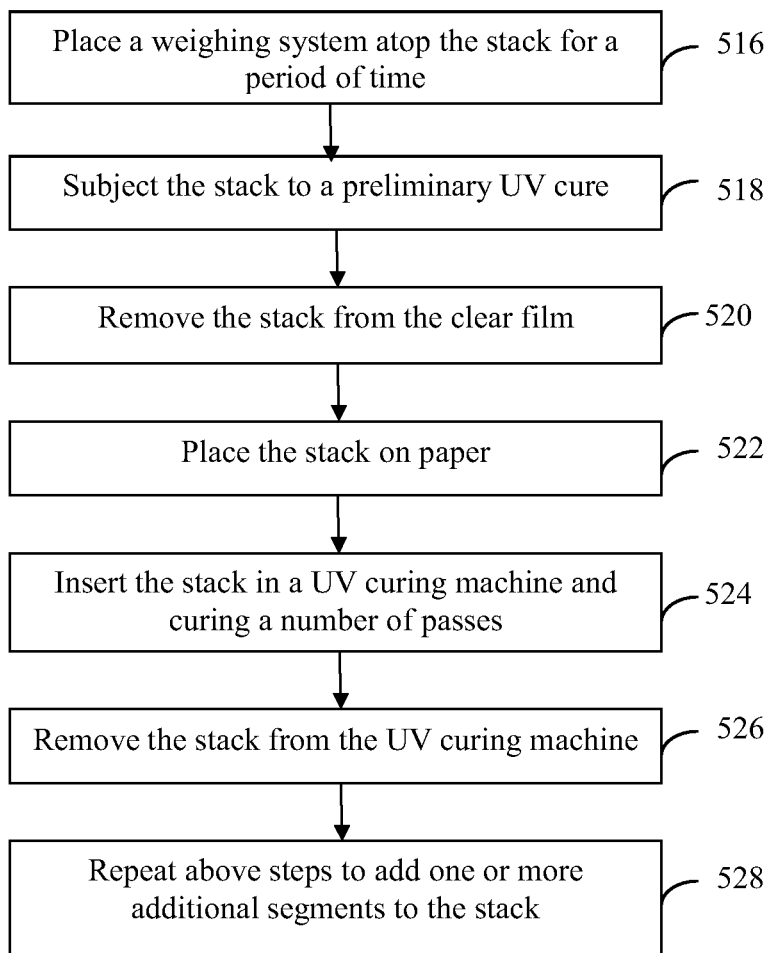 Place a weighing system atop the stack for a
period of time
516
Subject the stack to a preliminary UV cure
518
Remove the stack from the clear film
520
Place the stack on paper
522
Insert the stack in a UV curing machine and
curing a number of passes
524
Remove the stack from the UV curing machine
526
Repeat above steps to add one or more
additional segments to the stack
528